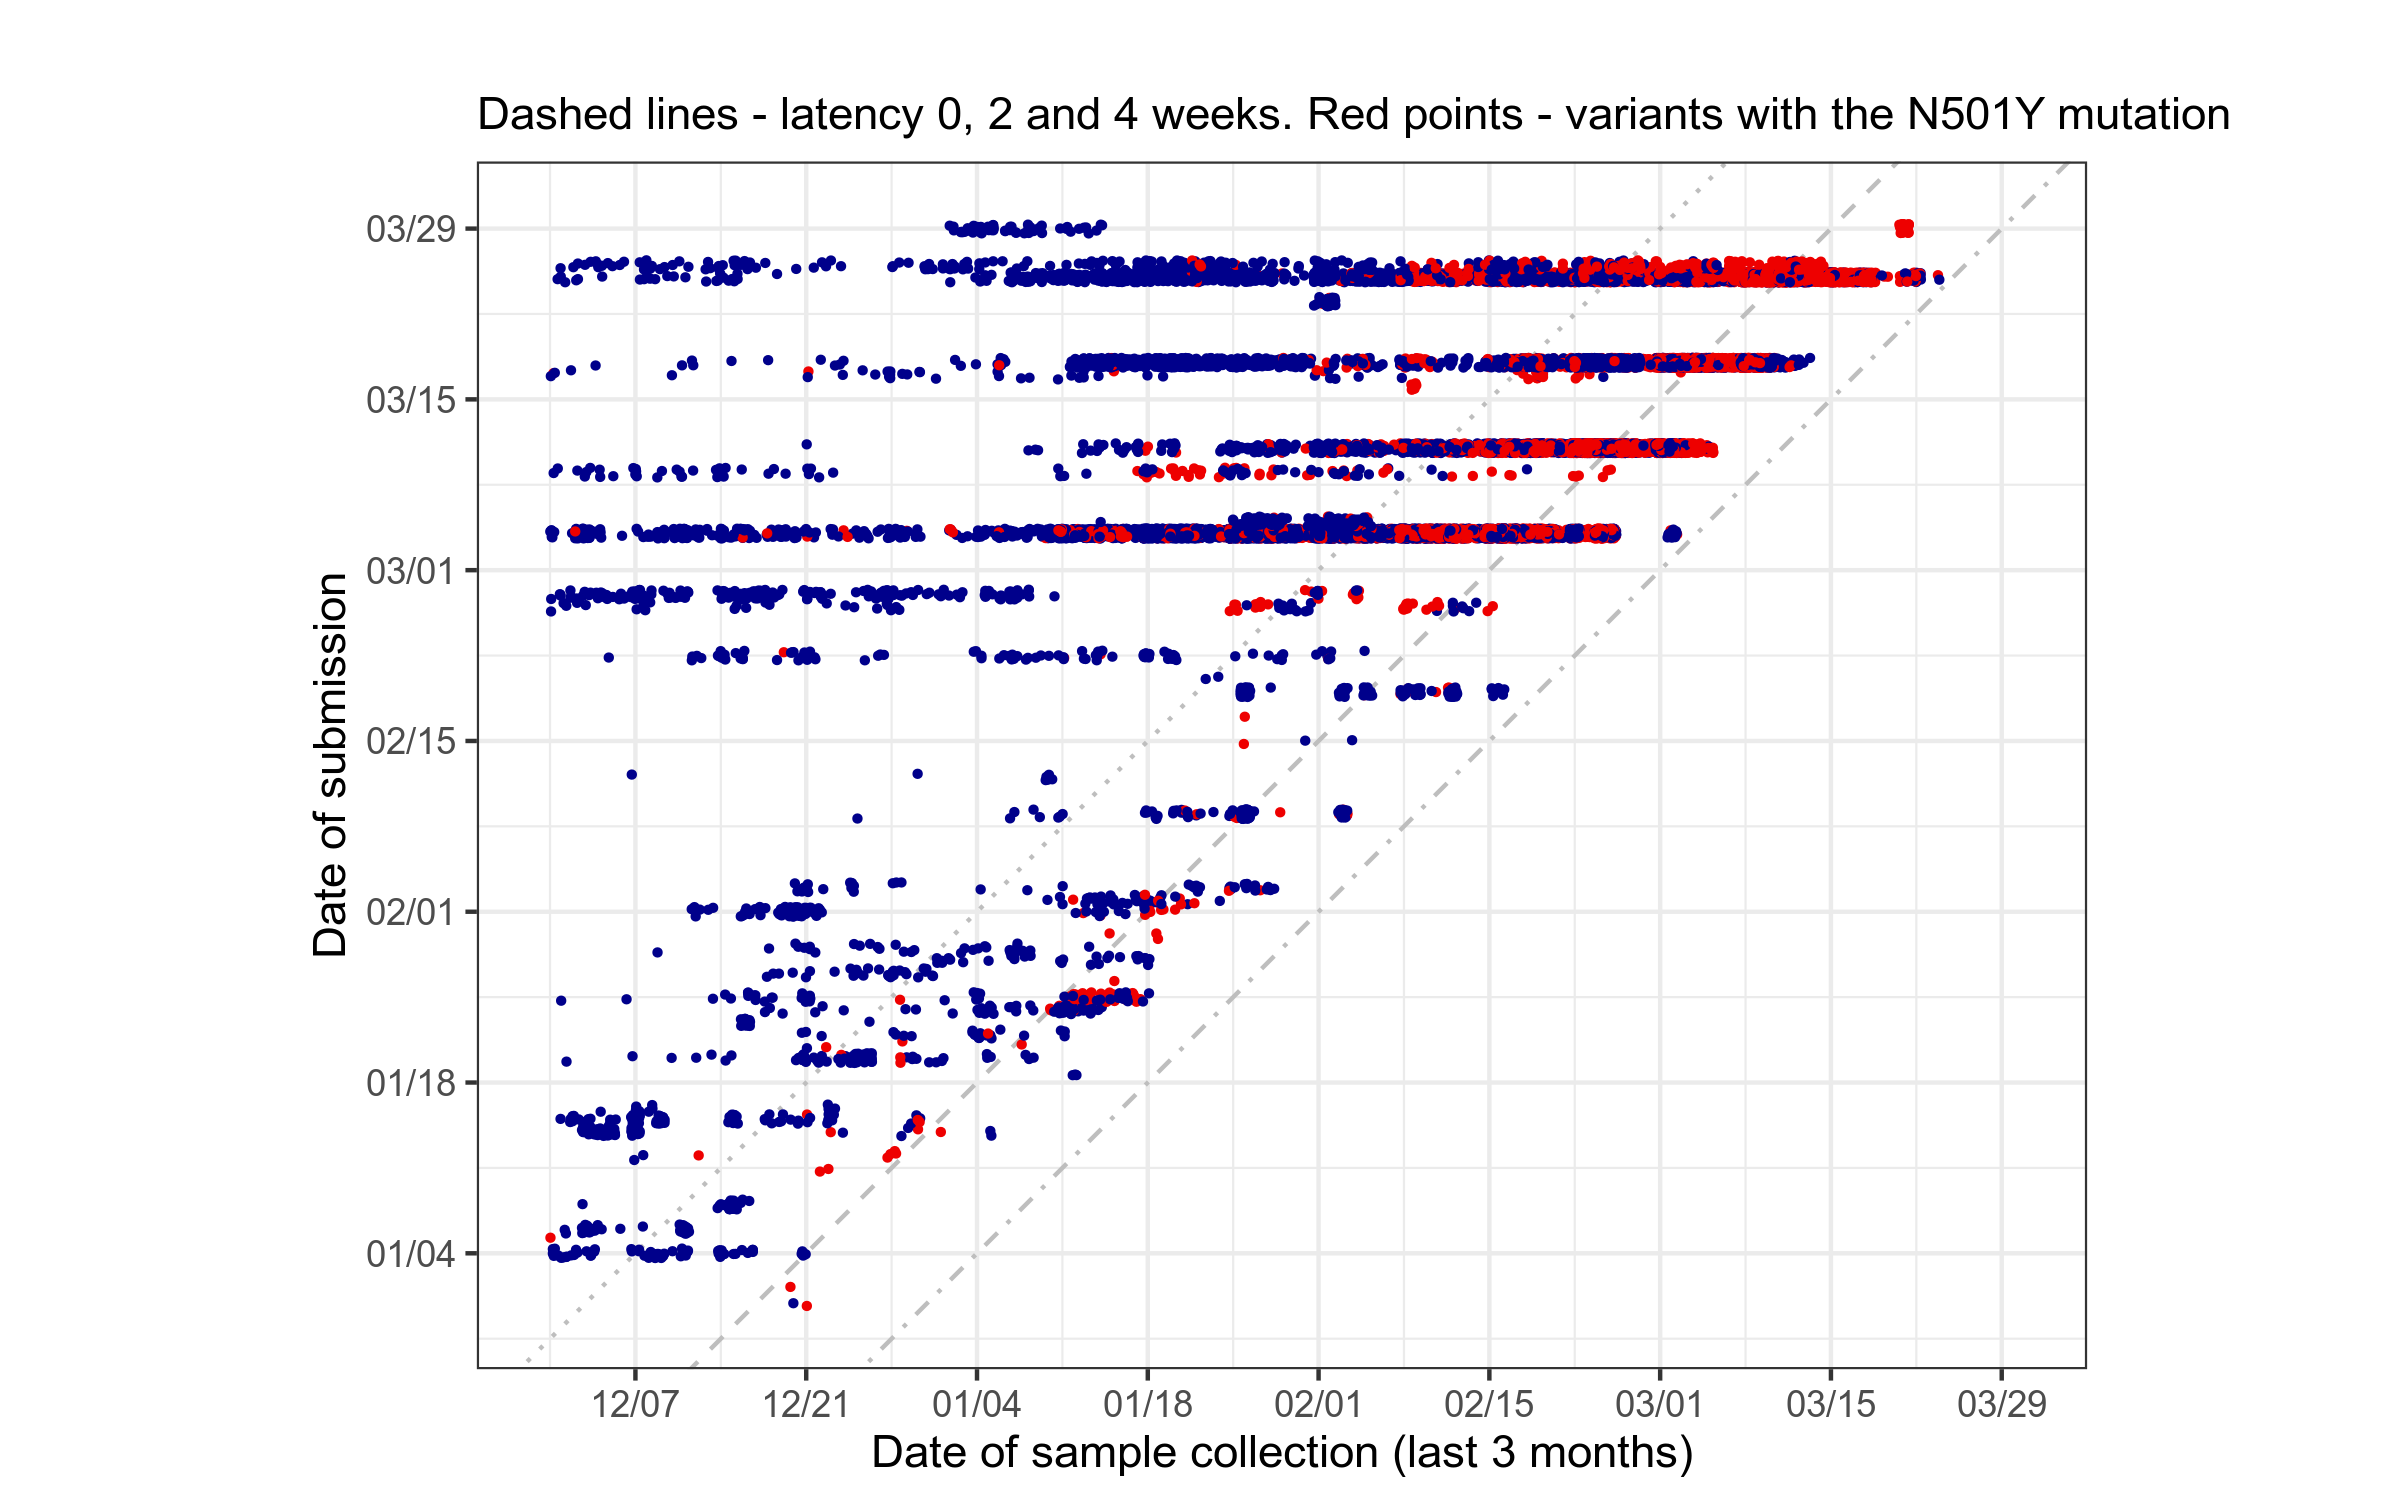 Dashed lines - latency 0, 2 and 4 weeks. Red points - variants with the N501Y mutation
Date of submission
03/29
03/15
03/01
02/15
02/01
01/18
01/04
12/07 12/21 01/04 01/18 02/01 02/15 03/01 03/15 03/29
Date of sample collection (last 3 months)